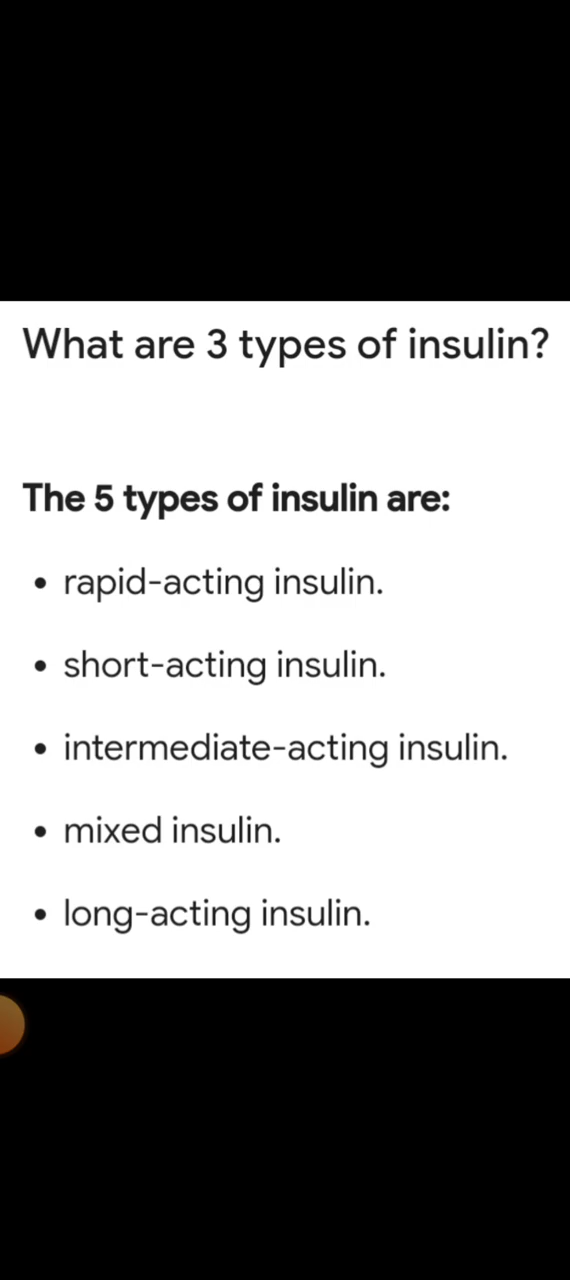 What are 3 types of insulin?
The 5 types of insulin are:
• rapid-acting insulin.
• short-acting insulin.
• intermediate-acting insulin.
• mixed insulin.
• long-acting insulin.